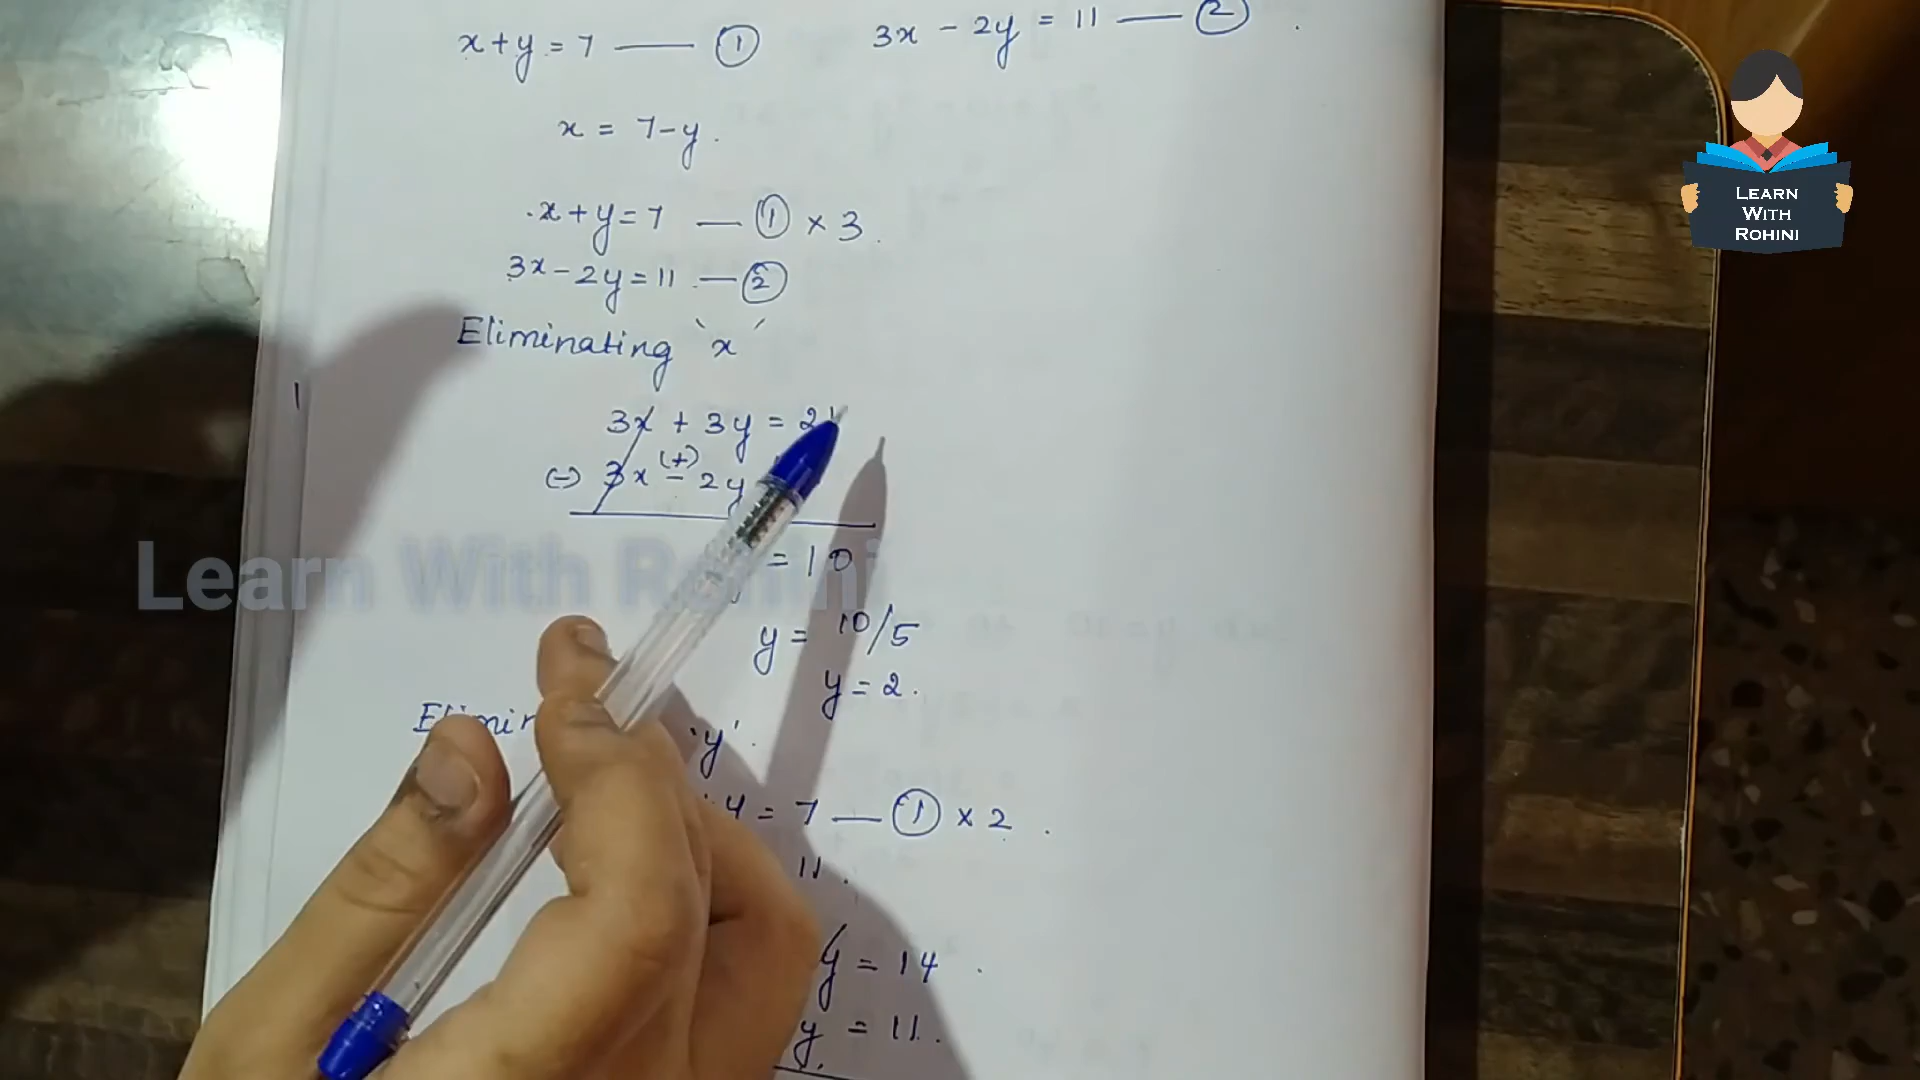 x + y = 7 —— ① 3x - 2y = 11 —— ②
x = 7 - y.
x + y = 7 — ① × 3
3x - 2y = 11 — ②
Eliminating 'x'
3x + 3y = 21
(-) 3x (+) - 2y
= 10
y = 10/5
y = 2.
'y'.
y = 7 — ① × 2
11.
y = 14
y = 11.
LEARN
WITH
ROHINI
Learn With Rohini